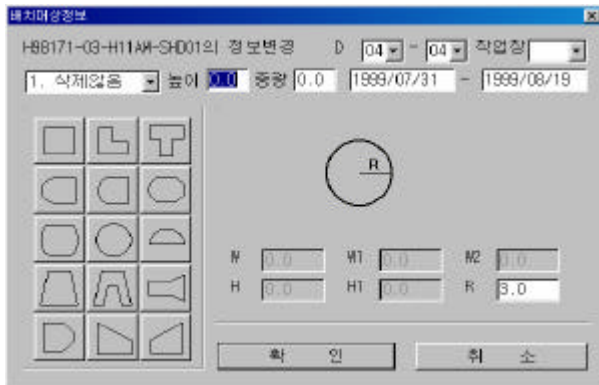 배치대상정보
H98171-03-H11AM-SHD01의 정보변경 D 04 - 04 작업장
1. 삭제않음 높이 0.0 중량 0.0 1999/07/31 - 1999/08/19
R
W 0.0 W1 0.0 W2 0.0
H 0.0 H1 0.0 R 3.0
확 인 취 소